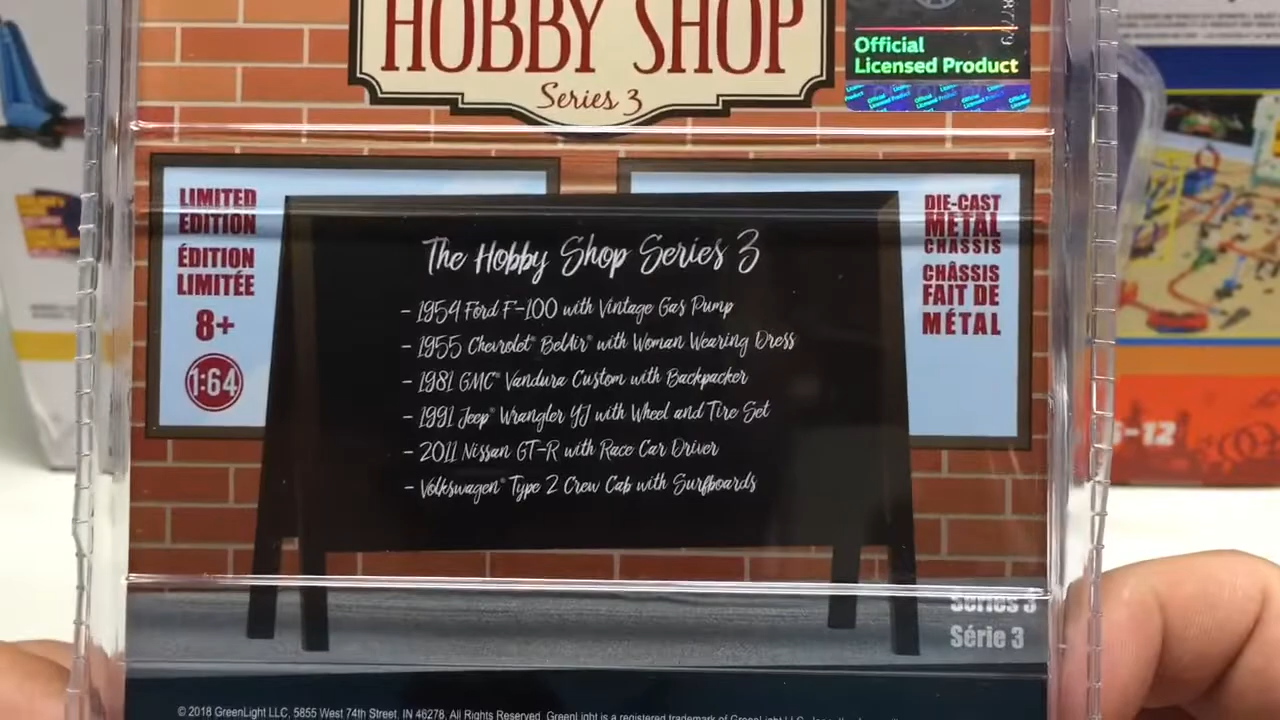 HOBBY SHOP
Series 3
Official
Licensed Product
LIMITED
EDITION
ÉDITION
LIMITÉE
8+
1:64
DIE-CAST
METAL
CHASSIS
CHÂSSIS
FAIT DE
MÉTAL
The Hobby Shop Series 3
- 1954 Ford F-100 with Vintage Gas Pump
- 1955 Chevrolet® BelAir® with Woman Wearing Dress
- 1981 GMC® Vandura Custom with Backpacker
- 1991 Jeep® Wrangler YJ with Wheel and Tire Set
- 2011 Nissan GT-R with Race Car Driver
- Volkswagen® Type 2 Crew Cab with Surfboards
Series 3
Série 3
© 2018 GreenLight LLC, 5855 West 74th Street, IN 46278. All Rights Reserved. GreenLight is a registered trademark of GreenLight LLC.
-12